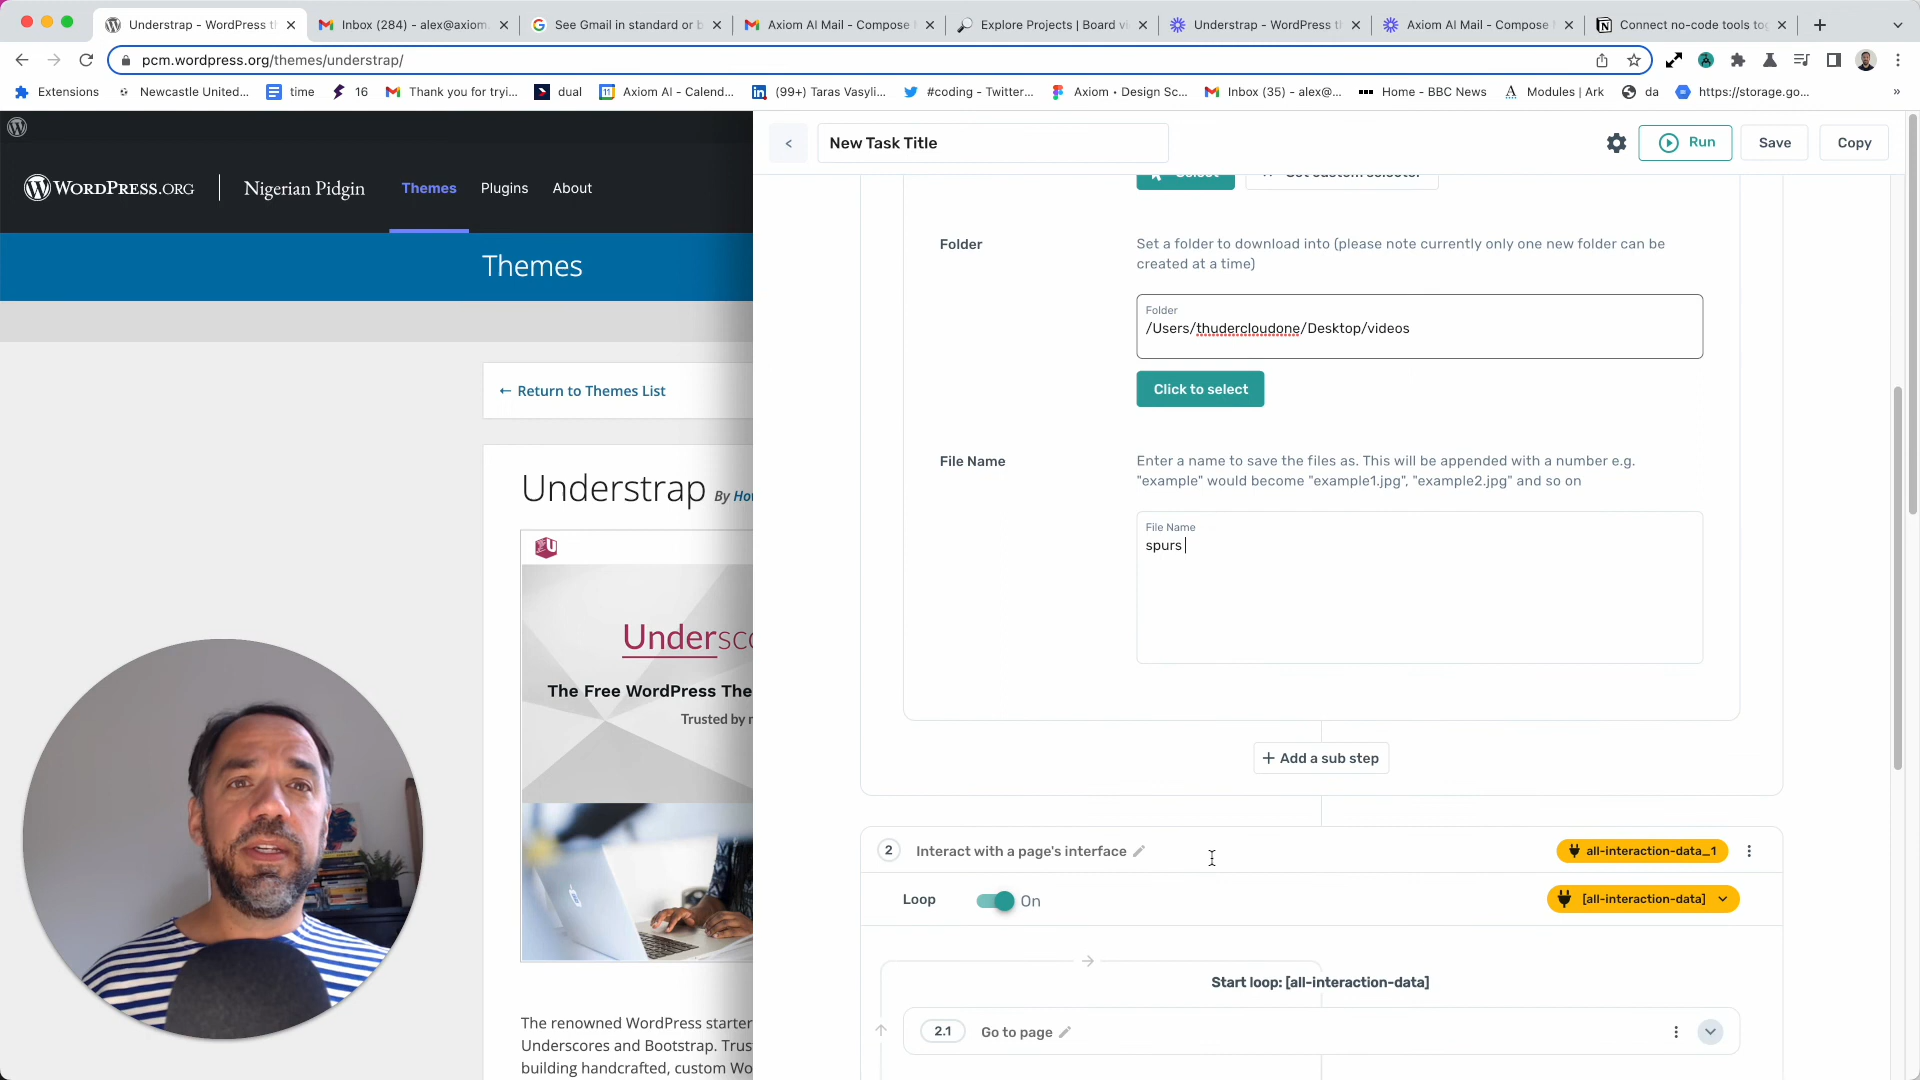 Understrap - WordPress th
Inbox (284) - alex@axiom.
See Gmail in standard or b
Axiom AI Mail - Compose
Explore Projects | Board vi
Understrap - WordPress th
Axiom AI Mail - Compose
Connect no-code tools tog
pcm.wordpress.org/themes/understrap/
Extensions
Newcastle United...
time
16
Thank you for tryi...
dual
Axiom AI - Calend...
(99+) Taras Vasyli...
#coding - Twitter...
Axiom • Design Sc...
Inbox (35) - alex@...
Home - BBC News
Modules | Ark
da
https://storage.go...
»
WORDPRESS.ORG
Nigerian Pidgin
Themes
Plugins
About
Themes
← Return to Themes List
Understrap By
Undersc
The Free WordPress The
Trusted by
The renowned WordPress starter
Underscores and Bootstrap. Trus
building handcrafted, custom Wo
<
New Task Title
Run
Save
Copy
Select
Set custom selector
Folder
Set a folder to download into (please note currently only one new folder can be
created at a time)
Folder
/Users/thudercloudone/Desktop/videos
Click to select
File Name
Enter a name to save the files as. This will be appended with a number e.g.
"example" would become "example1.jpg", "example2.jpg" and so on
File Name
spurs
+ Add a sub step
2
Interact with a page's interface
all-interaction-data_1
Loop
On
[all-interaction-data]
Start loop: [all-interaction-data]
2.1
Go to page